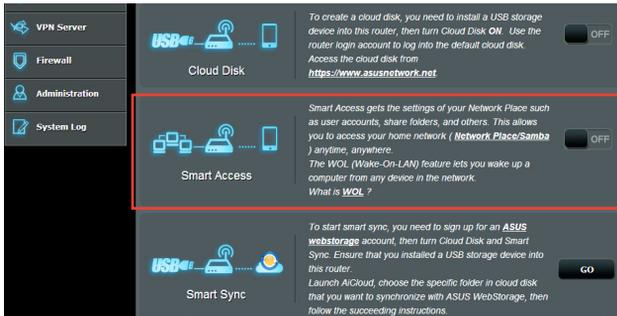 VPN Server
Firewall
Administration
System Log
USB
Cloud Disk
To create a cloud disk, you need to install a USB storage
device into this router, then turn Cloud Disk ON. Use the
router login account to log into the default cloud disk.
Access the cloud disk from
https://www.asusnetwork.net.
OFF
Smart Access
Smart Access gets the settings of your Network Place such
as user accounts, share folders, and others. This allows
you to access your home network ( Network Place/Samba
) anytime, anywhere.
The WOL (Wake-On-LAN) feature lets you wake up a
computer from any device in the network.
What is WOL ?
OFF
USB
Smart Sync
To start smart sync, you need to sign up for an ASUS
webstorage account, then turn Cloud Disk and Smart
Sync. Ensure that you installed a USB storage device into
this router.
Launch AiCloud, choose the specific folder in cloud disk
that you want to synchronize with ASUS WebStorage, then
follow the succeeding instructions.
GO